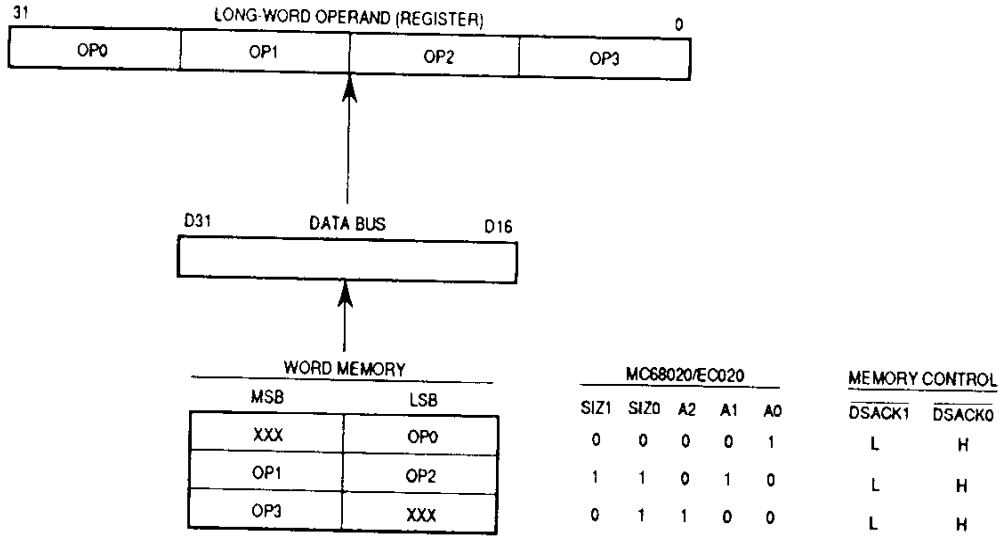 31 LONG-WORD OPERAND (REGISTER) 0
OP0 OP1 OP2 OP3
D31 DATA BUS D16
WORD MEMORY MC68020/EC020 MEMORY CONTROL
MSB LSB SIZ1 SIZ0 A2 A1 A0 DSACK1 DSACK0
XXX OP0 0 0 0 0 1 L H
OP1 OP2 1 1 0 1 0 L H
OP3 XXX 0 1 1 0 0 L H